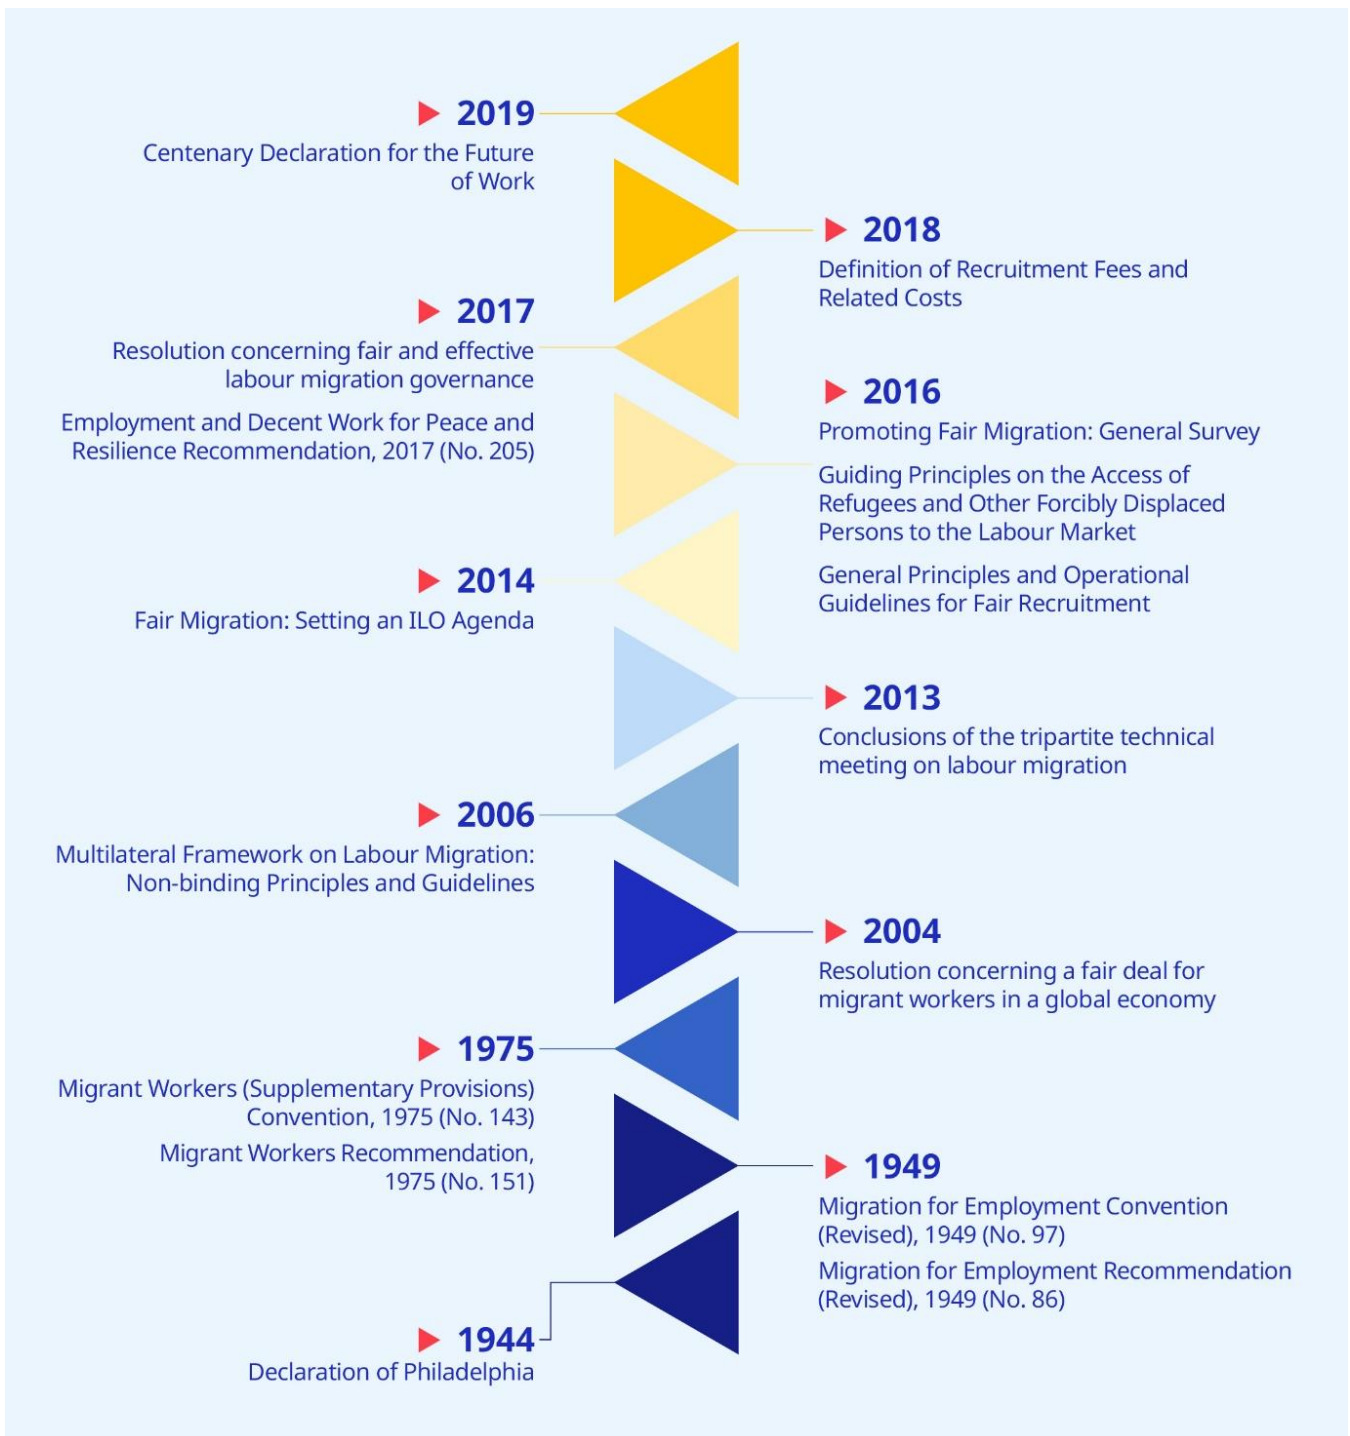 2019
Centenary Declaration for the Future
of Work
2018
Definition of Recruitment Fees and
Related Costs
2017
Resolution concerning fair and effective
labour migration governance
Employment and Decent Work for Peace and
Resilience Recommendation, 2017 (No. 205)
2016
Promoting Fair Migration: General Survey
Guiding Principles on the Access of
Refugees and Other Forcibly Displaced
Persons to the Labour Market
General Principles and Operational
Guidelines for Fair Recruitment
2014
Fair Migration: Setting an ILO Agenda
2013
Conclusions of the tripartite technical
meeting on labour migration
2006
Multilateral Framework on Labour Migration:
Non-binding Principles and Guidelines
2004
Resolution concerning a fair deal for
migrant workers in a global economy
1975
Migrant Workers (Supplementary Provisions)
Convention, 1975 (No. 143)
Migrant Workers Recommendation,
1975 (No. 151)
1949
Migration for Employment Convention
(Revised), 1949 (No. 97)
Migration for Employment Recommendation
(Revised), 1949 (No. 86)
1944
Declaration of Philadelphia